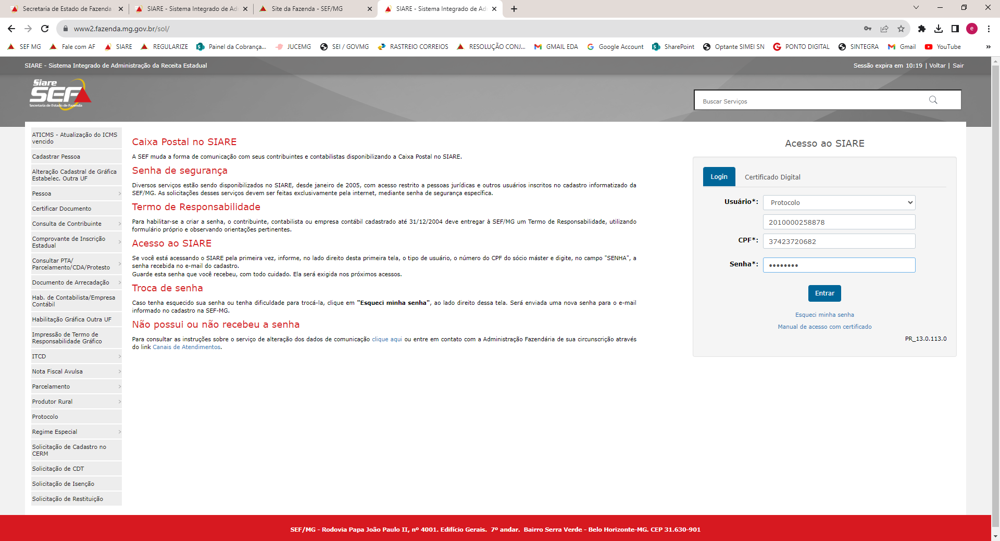 Secretaria de Estado de Fazenda
SIARE - Sistema Integrado de Ad
Site da Fazenda - SEF/MG
SIARE - Sistema Integrado de Ad
www2.fazenda.mg.gov.br/sol/
e
SEF MG
Fale com AF
SIARE
REGULARIZE
Painel da Cobrança...
JUCEMG
SEI / GOVMG
RASTREIO CORREIOS
RESOLUÇÃO CONJ...
GMAIL EDA
Google Account
SharePoint
Optante SIMEI SN
PONTO DIGITAL
SINTEGRA
Gmail
YouTube
SIARE - Sistema Integrado de Administração da Receita Estadual
Sessão expira em 10:19 | Voltar | Sair
Siare
SEF
Secretaria de Estado de Fazenda
Buscar Serviços
ATICMS - Atualização do ICMS
vencido
Cadastrar Pessoa
Alteração Cadastral de Gráfica
Estabelec. Outra UF
Pessoa
Certificar Documento
Consulta de Contribuinte
Comprovante de Inscrição
Estadual
Consultar PTA/
Parcelamento/CDA/Protesto
Documento de Arrecadação
Hab. de Contabilista/Empresa
Contábil
Habilitação Gráfica Outra UF
Impressão de Termo de
Responsabilidade Gráfico
ITCD
Nota Fiscal Avulsa
Parcelamento
Produtor Rural
Protocolo
Regime Especial
Solicitação de Cadastro no
CERM
Solicitação de CDT
Solicitação de Isenção
Solicitação de Restituição
Caixa Postal no SIARE
A SEF muda a forma de comunicação com seus contribuintes e contabilistas disponibilizando a Caixa Postal no SIARE.
Senha de segurança
Diversos serviços estão sendo disponibilizados no SIARE, desde janeiro de 2005, com acesso restrito a pessoas jurídicas e outros usuários inscritos no cadastro informatizado da
SEF/MG. As solicitações desses serviços devem ser feitas exclusivamente pela internet, mediante senha de segurança específica.
Termo de Responsabilidade
Para habilitar-se a criar a senha, o contribuinte, contabilista ou empresa contábil cadastrado até 31/12/2004 deve entregar à SEF/MG um Termo de Responsabilidade, utilizando
formulário próprio e observando orientações pertinentes.
Acesso ao SIARE
Se você está acessando o SIARE pela primeira vez, informe, no lado direito desta primeira tela, o tipo de usuário, o número do CPF do sócio máster e digite, no campo "SENHA", a
senha recebida no e-mail do cadastro.
Guarde esta senha que você recebeu, com todo cuidado. Ela será exigida nos próximos acessos.
Troca de senha
Caso tenha esquecido sua senha ou tenha dificuldade para trocá-la, clique em "Esqueci minha senha", ao lado direito dessa tela. Será enviada uma nova senha para o e-mail
informado no cadastro na SEF-MG.
Não possui ou não recebeu a senha
Para consultar as instruções sobre o serviço de alteração dos dados de comunicação clique aqui ou entre em contato com a Administração Fazendária de sua circunscrição através
do link Canais de Atendimentos.
Acesso ao SIARE
Login
Certificado Digital
Usuário*:
Protocolo
2010000258878
CPF*:
37423720682
Senha*:
••••••••
Entrar
Esqueci minha senha
Manual de acesso com certificado
PR_13.0.113.0
SEF/MG - Rodovia Papa João Paulo II, nº 4001. Edifício Gerais. 7º andar. Bairro Serra Verde - Belo Horizonte-MG. CEP 31.630-901